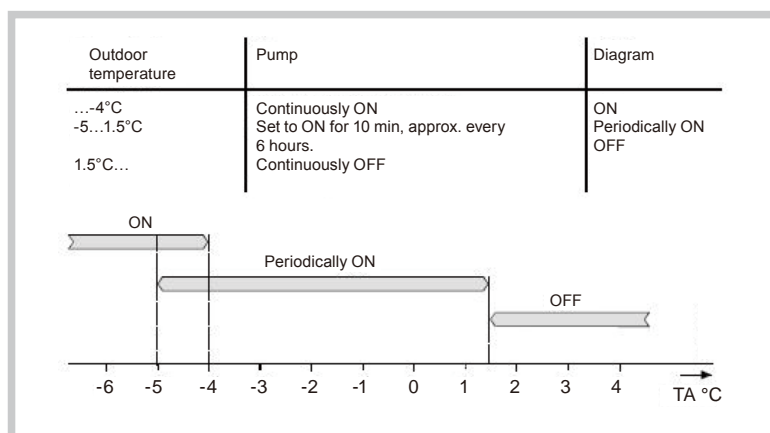 Outdoor temperature Pump Diagram
...-4°C Continuously ON ON
-5...1.5°C Set to ON for 10 min, approx. every 6 hours. Periodically ON
OFF
1.5°C... Continuously OFF
ON
Periodically ON
OFF
-6 -5 -4 -3 -2 -1 0 1 2 3 4
TA °C